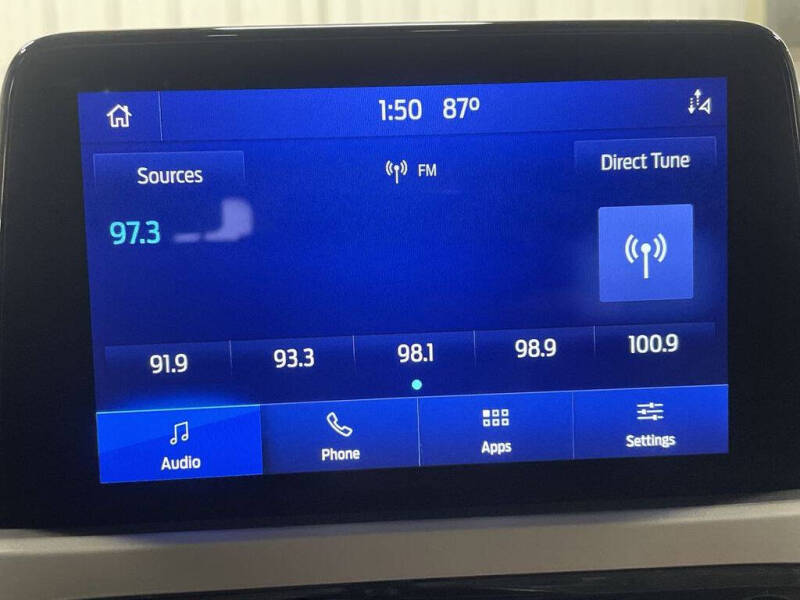 1:50 87º
Sources
FM
Direct Tune
97.3
91.9 93.3 98.1 98.9 100.9
Audio Phone Apps Settings